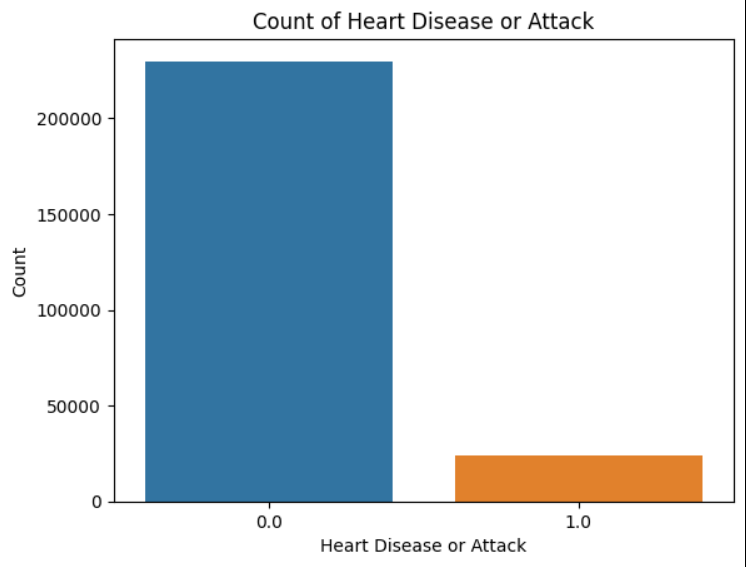 Count of Heart Disease or Attack
Count
200000
150000
100000
50000
0
0.0
1.0
Heart Disease or Attack